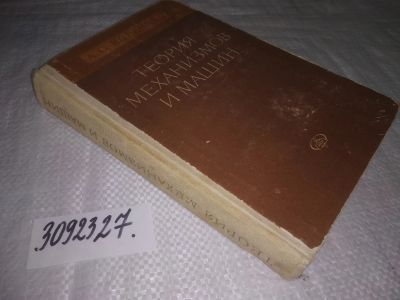 ТЕОРИЯ
МЕХАНИЗМОВ
И МАШИН
ТЕОРИЯ МЕХАНИЗМОВ И МАШИН
3092327.